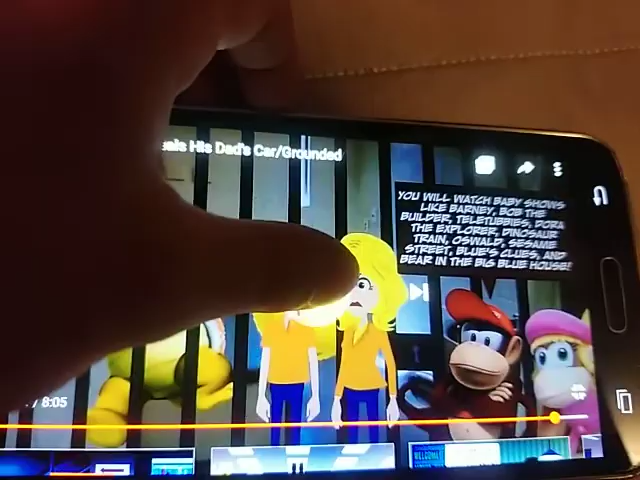 His Dad's Car/Grounded
YOU WILL WATCH BABY SHOWS
LIKE BARNEY, BOB THE
BUILDER, TELETUBBIES, DORA
THE EXPLORER, DINOSAUR
TRAIN, OSWALD, SESAME
STREET, BLUE'S CLUES, AND
BEAR IN THE BIG BLUE HOUSE!
/ 8:05
WELCOME